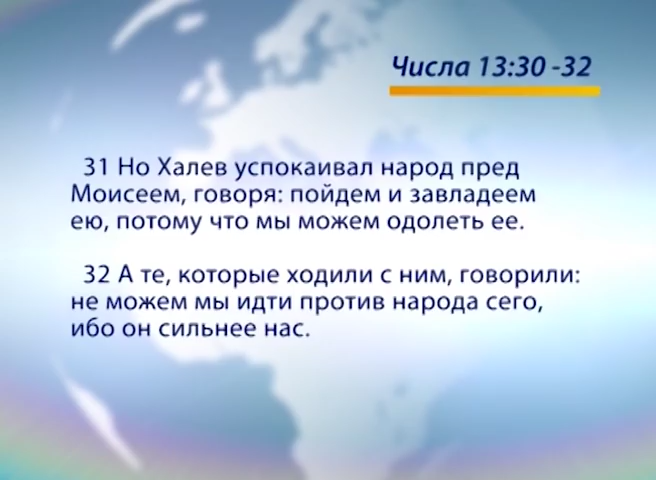 Числа 13:30 -32
31 Но Халев успокаивал народ пред
Моисеем, говоря: пойдем и завладеем
ею, потому что мы можем одолеть ее.
32 А те, которые ходили с ним, говорили:
не можем мы идти против народа сего,
ибо он сильнее нас.